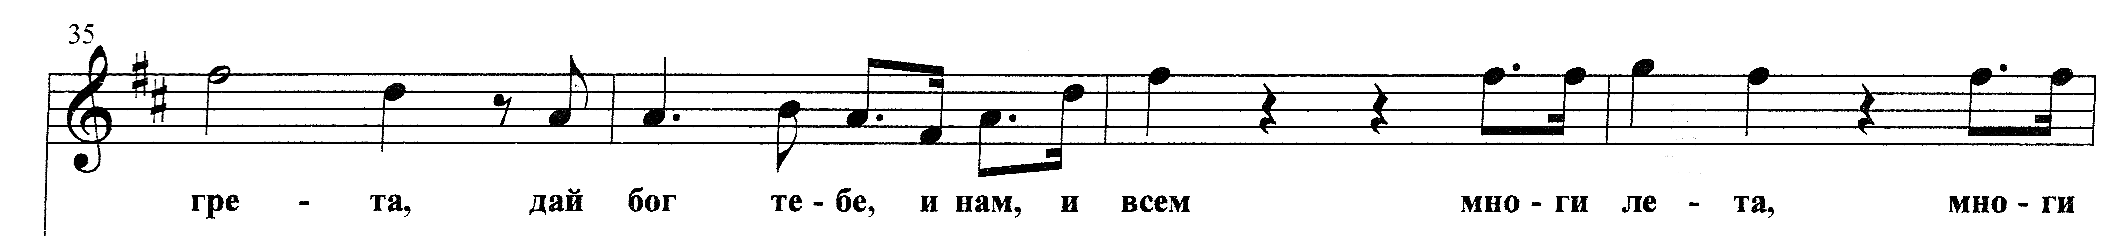 35
гре - та, дай бог те - бе, и нам, и всем мно - ги ле - та, мно - ги